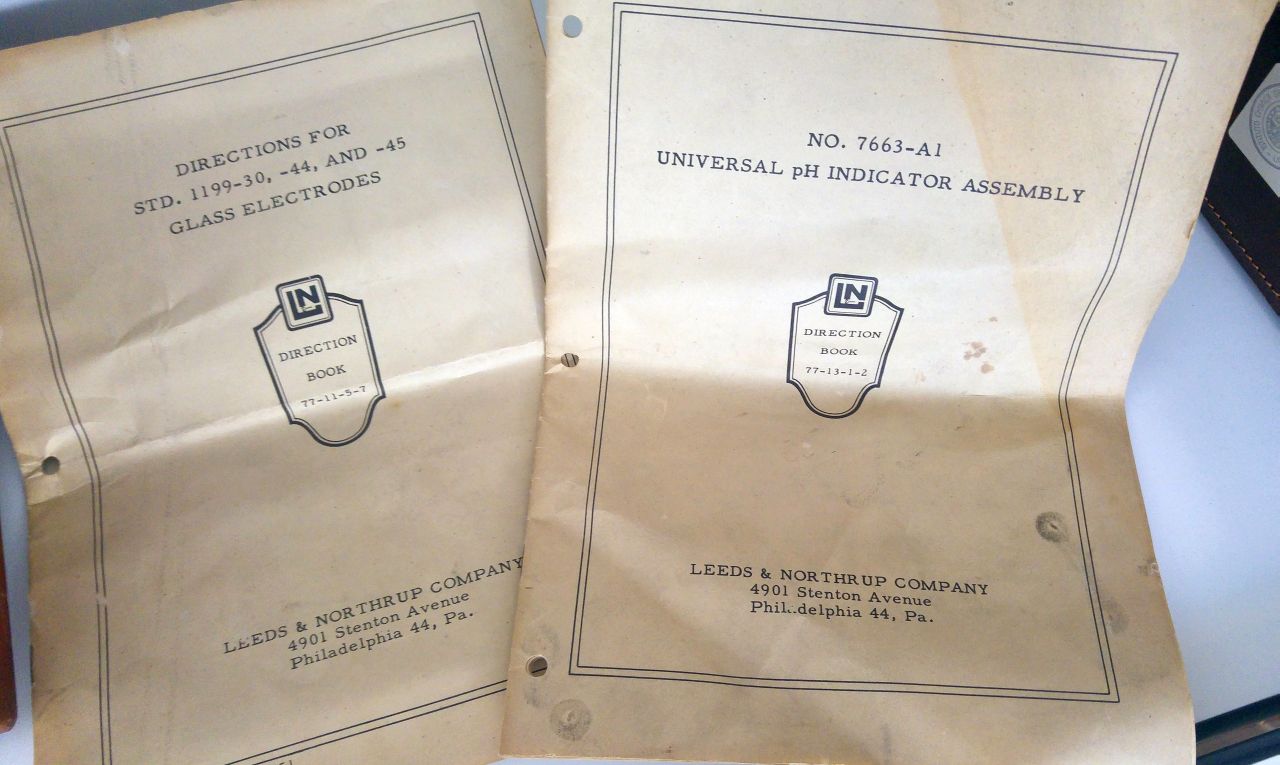 DIRECTIONS FOR
STD. 1199-30, -44, AND -45
GLASS ELECTRODES
LN
DIRECTION
BOOK
77-11-5-7
LEEDS & NORTHRUP COMPANY
4901 Stenton Avenue
Philadelphia 44, Pa.
NO. 7663-A1
UNIVERSAL pH INDICATOR ASSEMBLY
LN
DIRECTION
BOOK
77-13-1-2
LEEDS & NORTHRUP COMPANY
4901 Stenton Avenue
Phil..delphia 44, Pa.